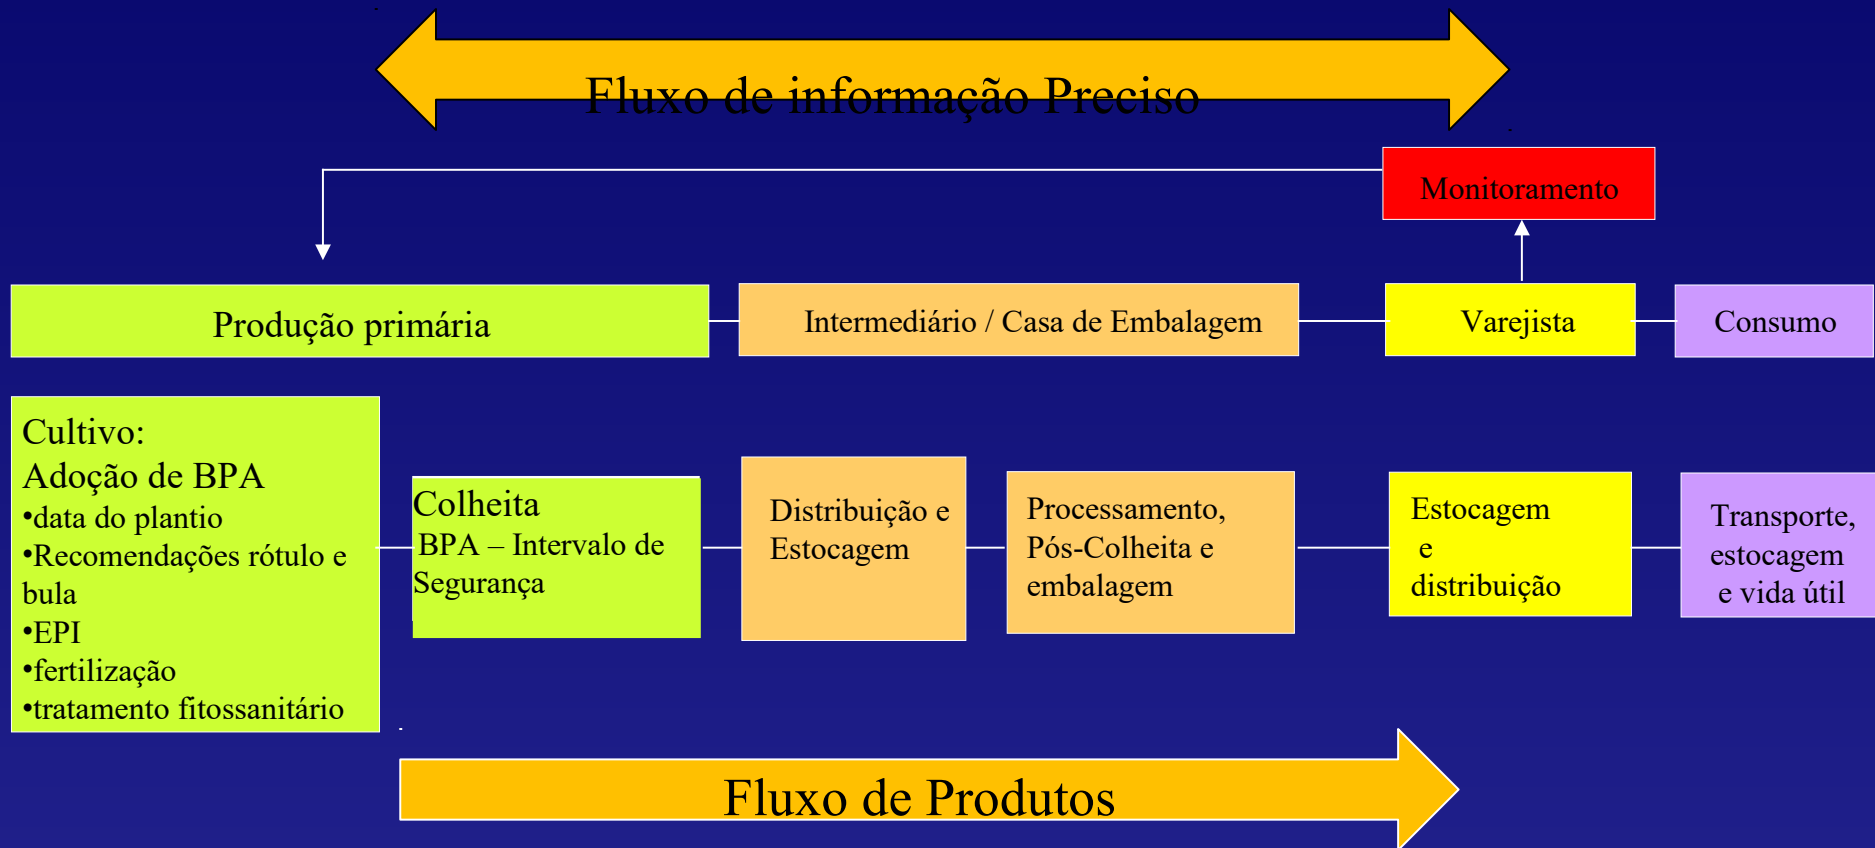 Fluxo de informação Preciso
Monitoramento
Produção primária
Intermediário / Casa de Embalagem
Varejista
Consumo
Cultivo:
Adoção de BPA
•data do plantio
•Recomendações rótulo e
bula
•EPI
•fertilização
•tratamento fitossanitário
Colheita
BPA – Intervalo de
Segurança
Distribuição e
Estocagem
Processamento,
Pós-Colheita e
embalagem
Estocagem
e
distribuição
Transporte,
estocagem
e vida útil
Fluxo de Produtos